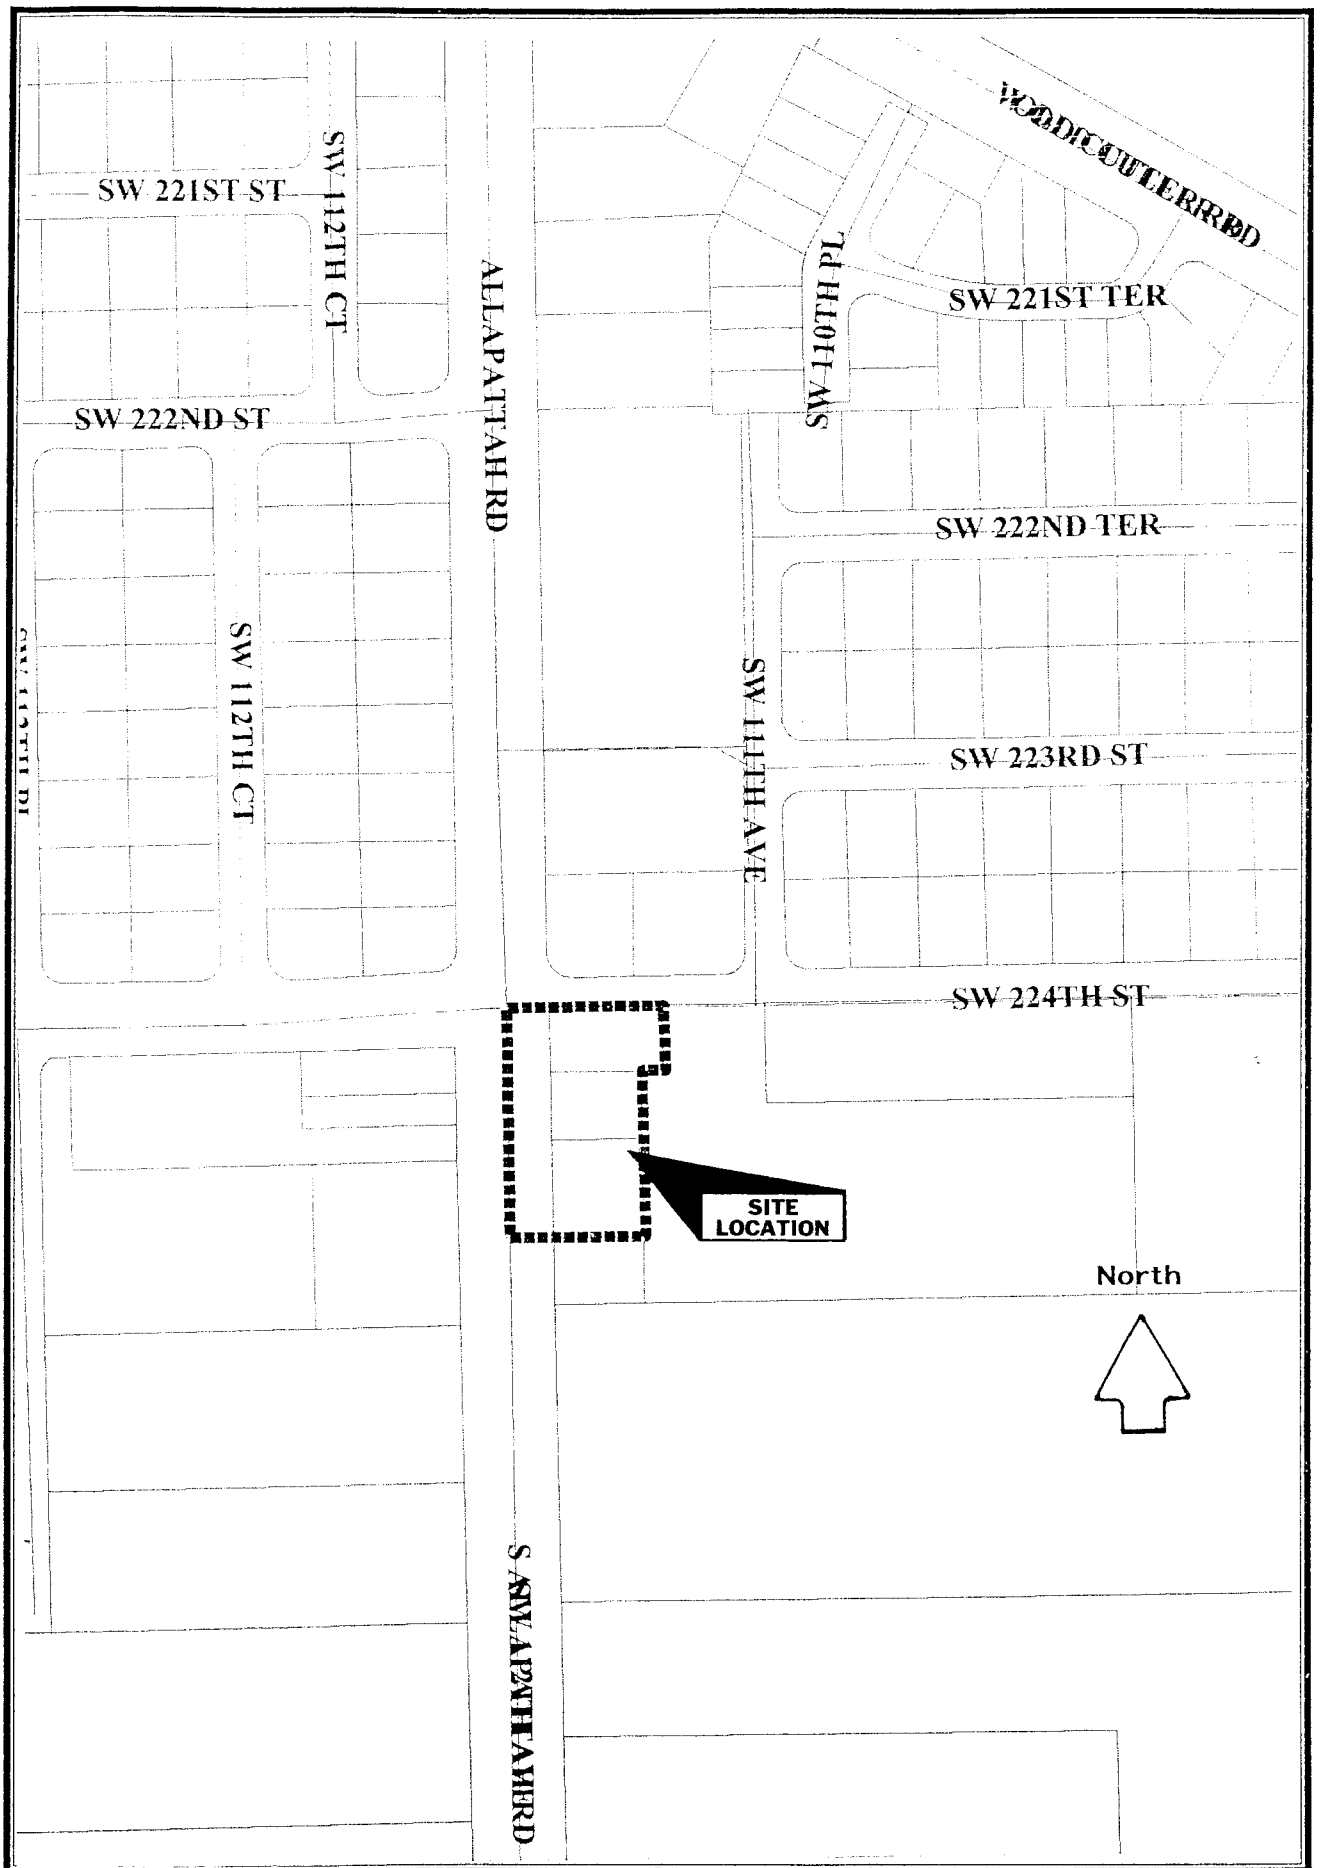 SW 221ST ST
SW 112TH CT
ALLAPATTAH RD
SW 110TH PL
SW 221ST TER
SW 222ND ST
SW 222ND TER
SW 112TH CT
SW 111TH AVE
SW 223RD ST
SW 224TH ST
SITE
LOCATION
North